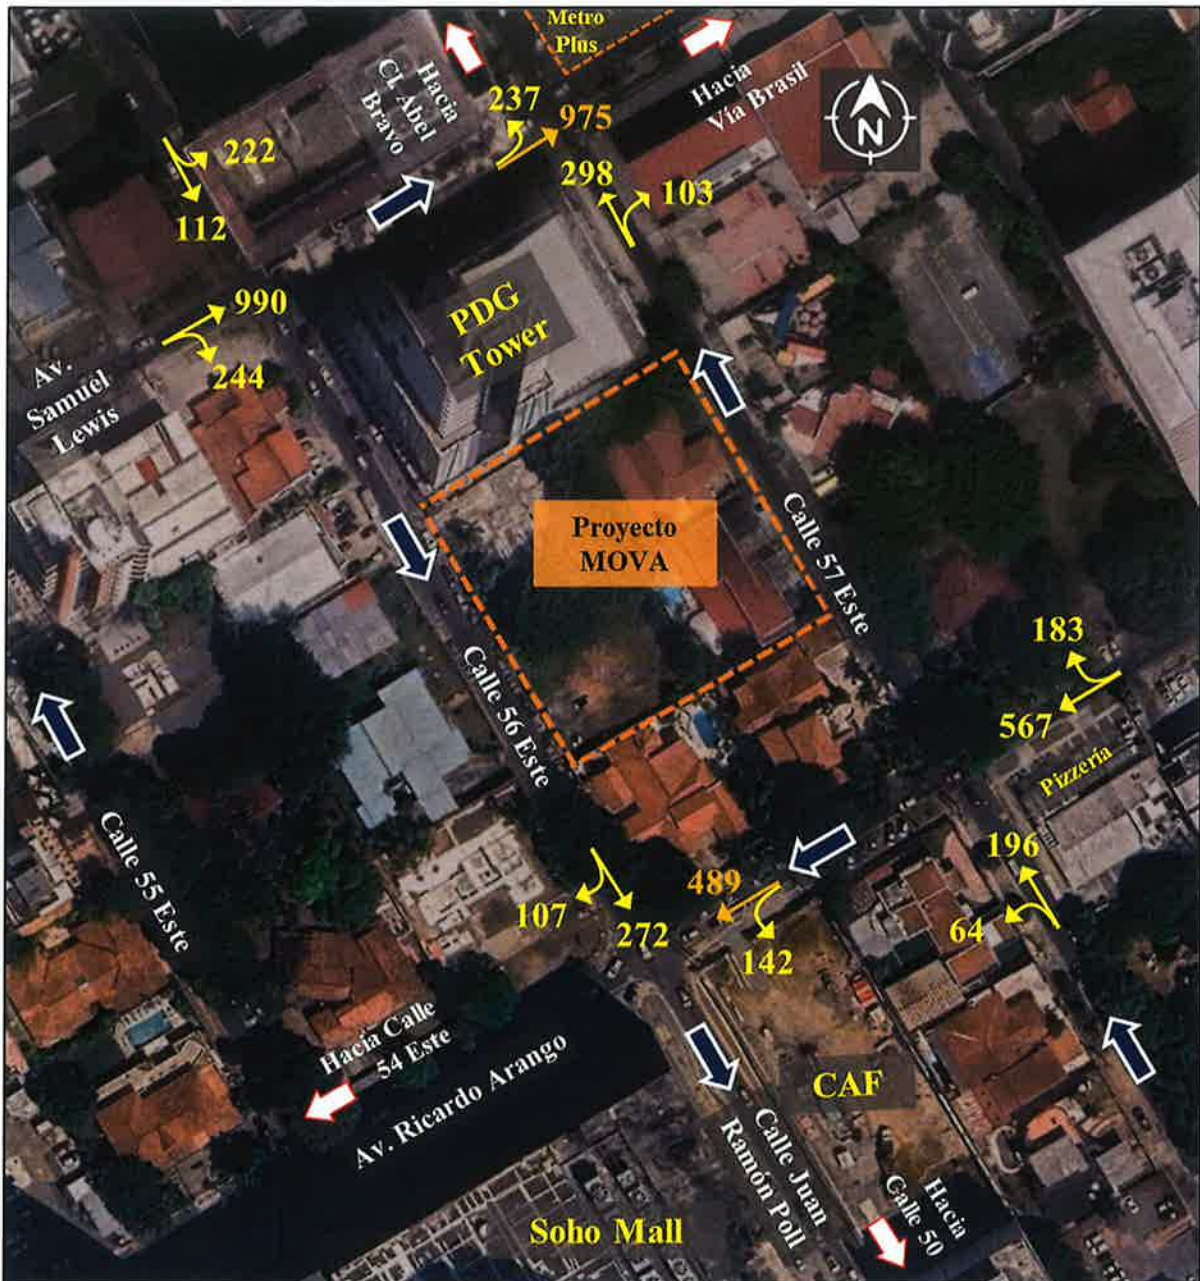 Metro
Plus
Hacia
Cl. Abel
Bravo
Hacia
Vía Brasil
N
237
975
222
112
298
103
990
244
PDG
Tower
Av.
Samuel
Lewis
Proyecto
MOVA
Calle 57 Este
Calle 56 Este
183
567
Pizzería
Calle 55 Este
107
272
489
142
196
64
Hacia Calle
54 Este
Av. Ricardo Arango
CAF
Calle Juan
Ramón Poll
Hacia
Calle 50
Soho Mall